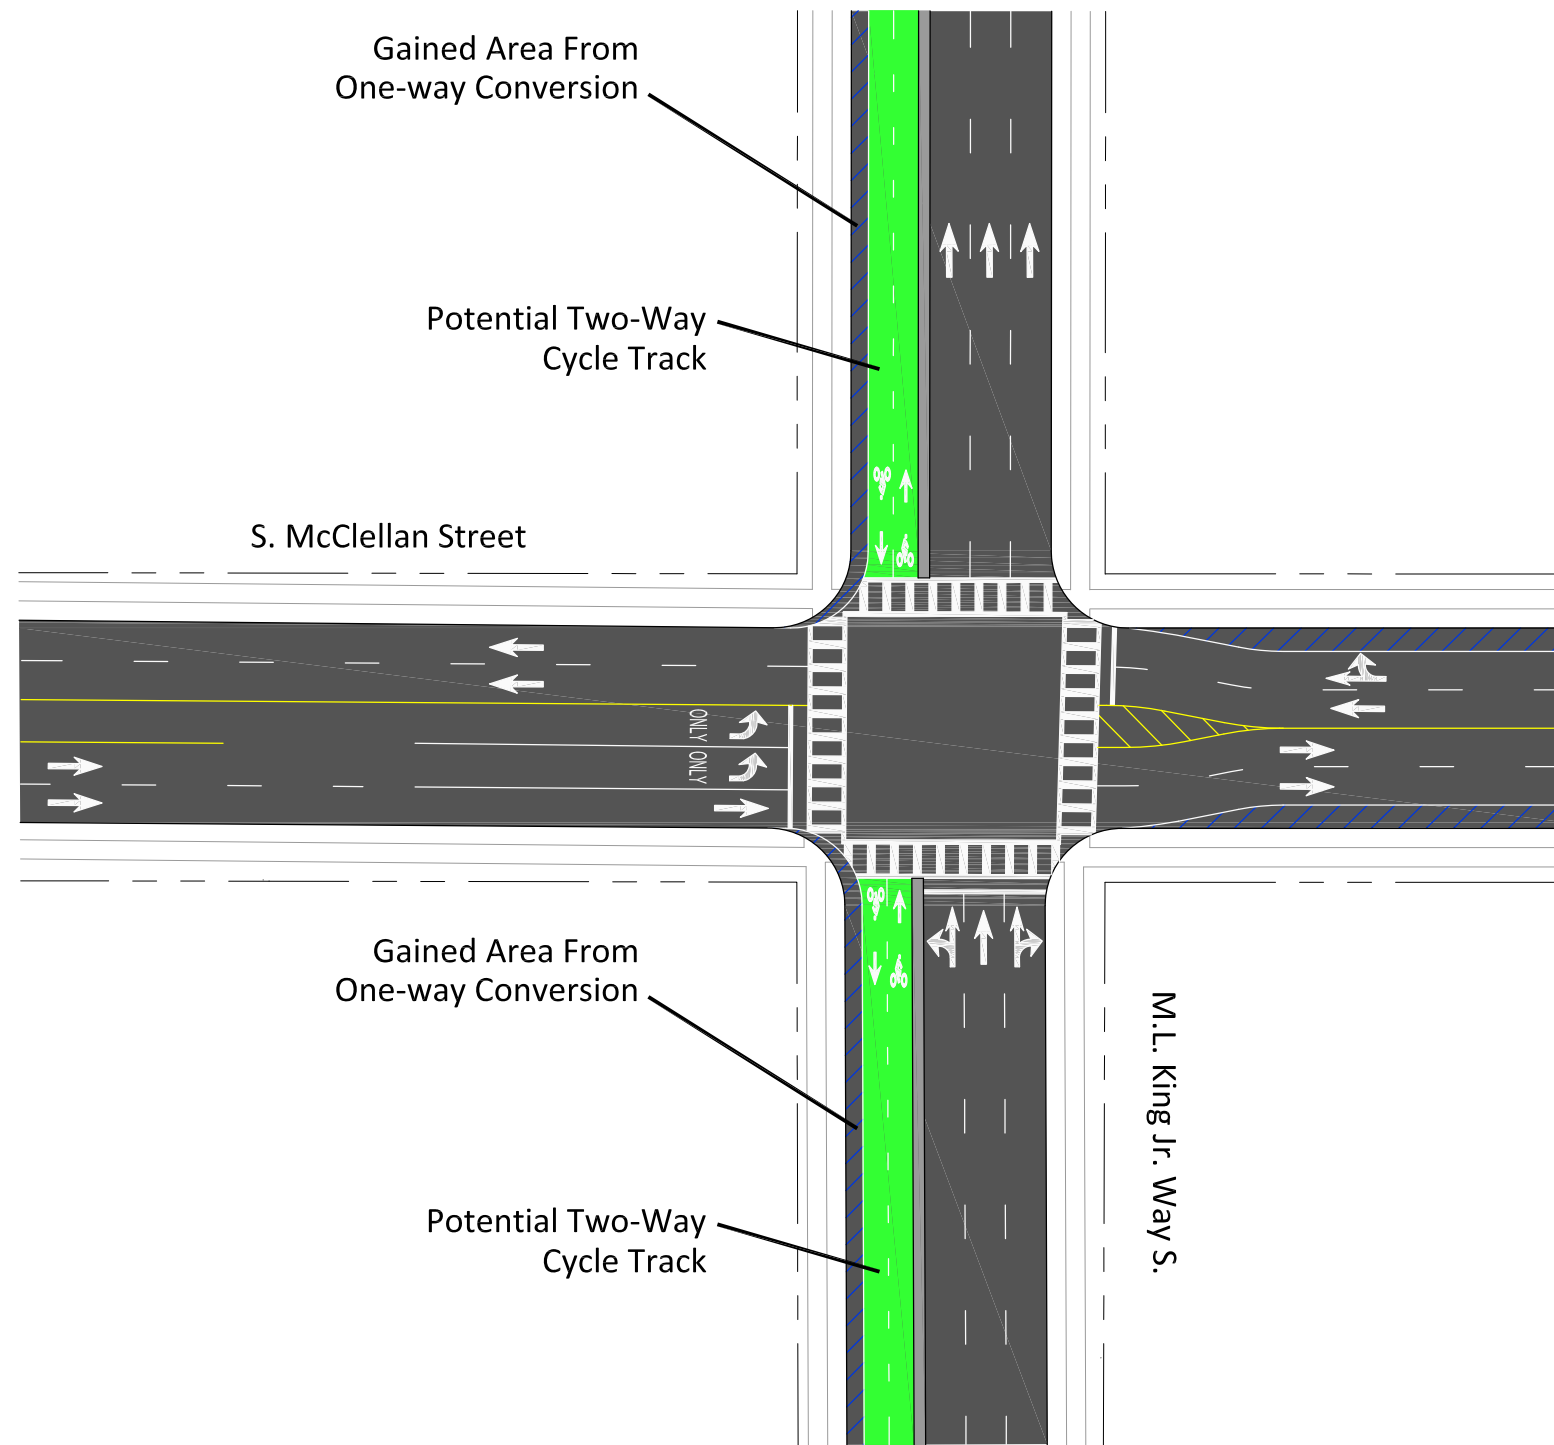 Gained Area From
One-way Conversion
Potential Two-Way
Cycle Track
S. McClellan Street
ONLY
ONLY
Gained Area From
One-way Conversion
M.L. King Jr. Way S.
Potential Two-Way
Cycle Track